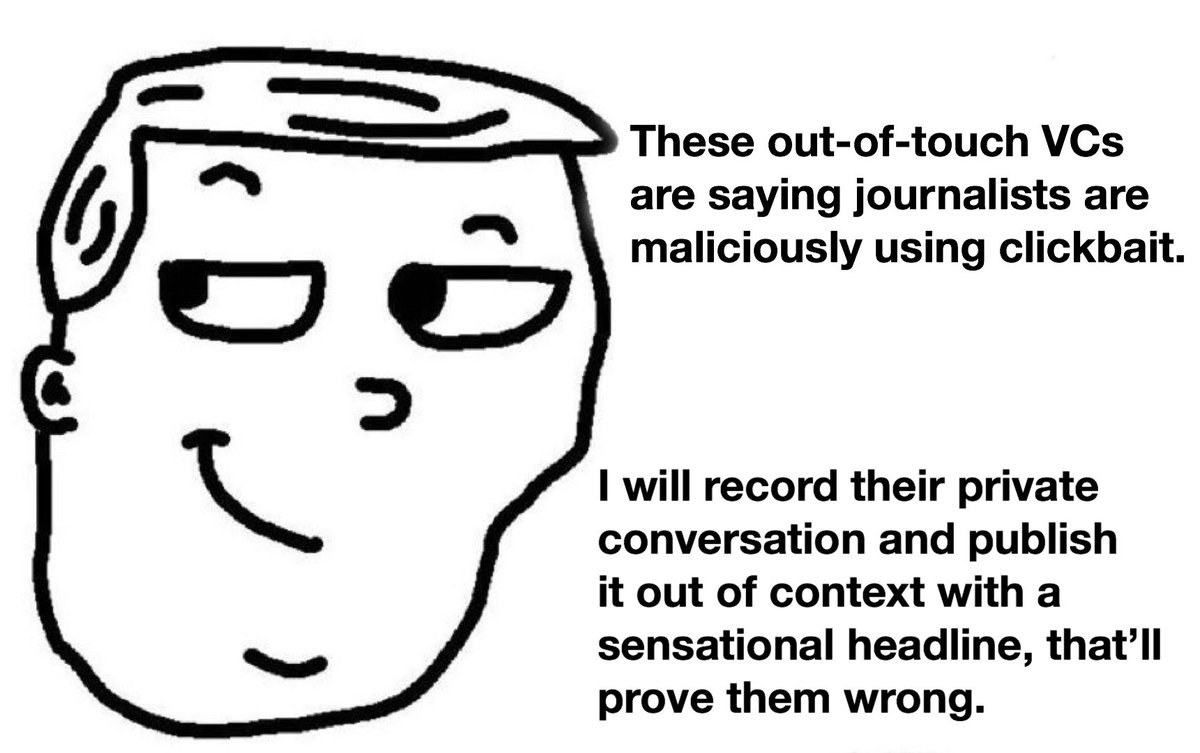 These out-of-touch VCs
are saying journalists are
maliciously using clickbait.
I will record their private
conversation and publish
it out of context with a
sensational headline, that’ll
prove them wrong.